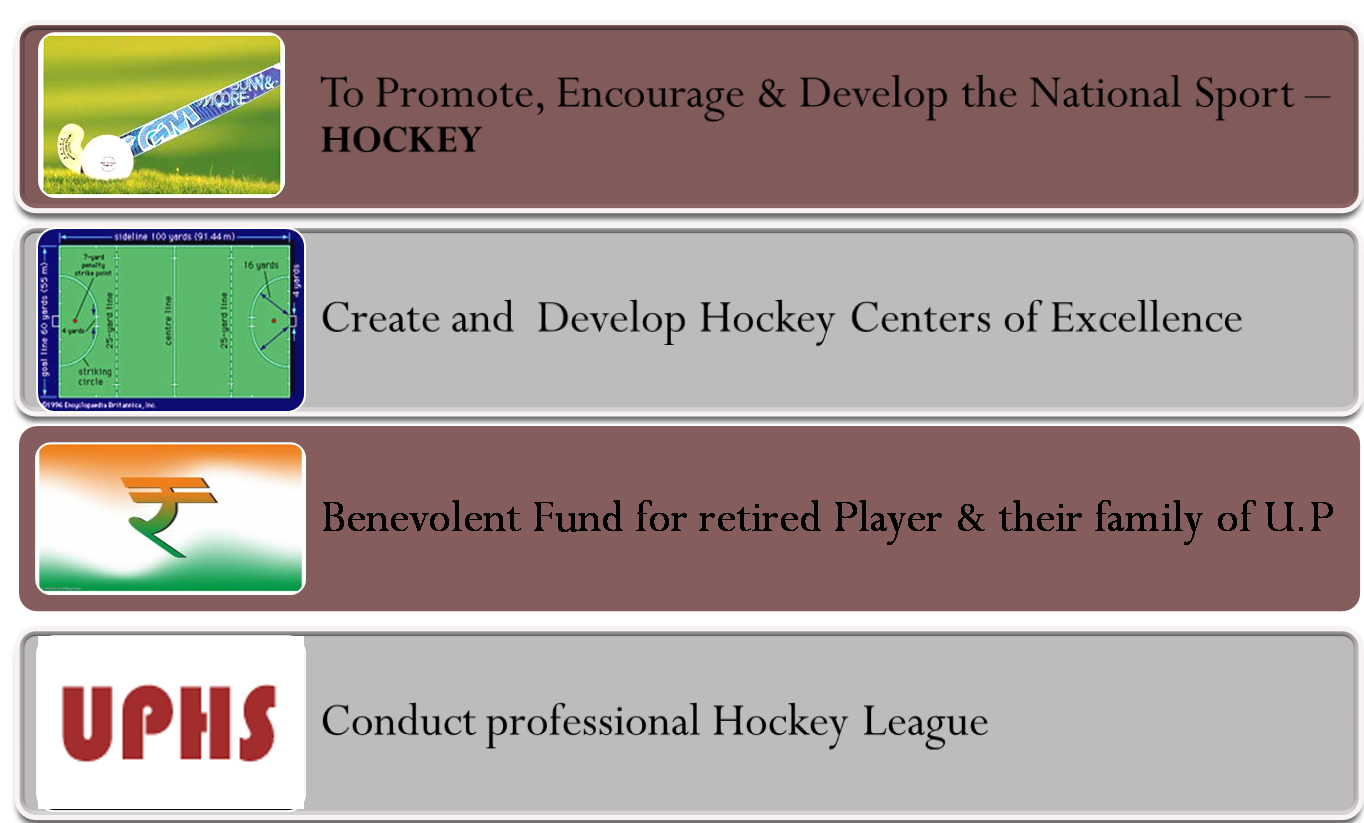 GUNN &
MOORE
GM
To Promote, Encourage & Develop the National Sport –
HOCKEY
sideline 100 yards (91.44 m)
goal line 60 yards (55 m)
7-yard
penalty
strike point
16 yards
4 yards
4 yards
25-yard line
centre line
25-yard line
striking
circle
©1996 Encyclopaedia Britannica, Inc.
Create and Develop Hockey Centers of Excellence
₹
Benevolent Fund for retired Player & their family of U.P
UPHS
Conduct professional Hockey League